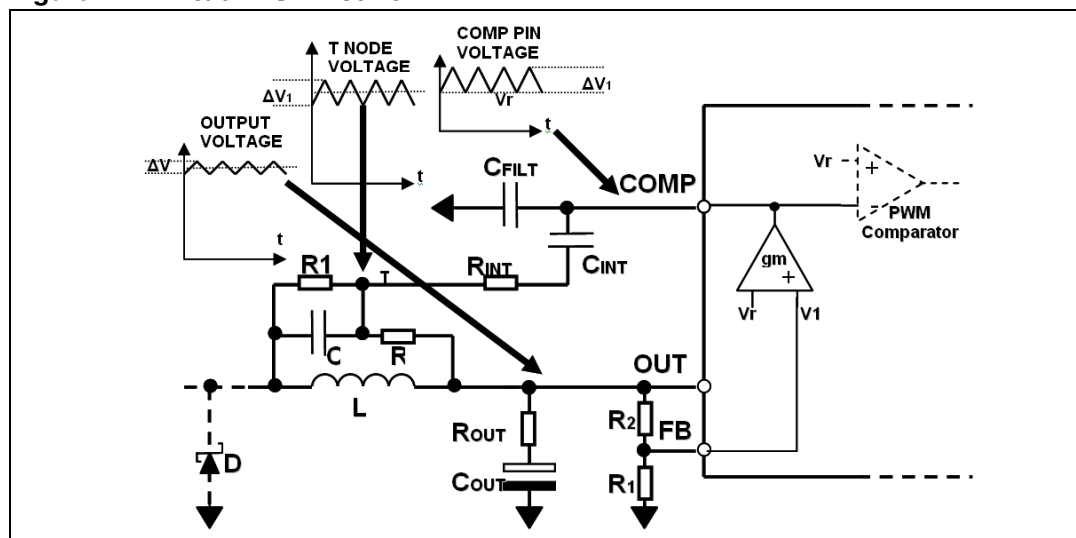 T NODE
VOLTAGE
COMP PIN
VOLTAGE
ΔV1
Vr
ΔV1
t
OUTPUT
VOLTAGE
ΔV
t
t
CFILT
COMP
Vr
+
-
PWM
Comparator
CINT
RINT
R1
T
gm
+
Vr
V1
C
R
OUT
L
R2
FB
ROUT
D
COUT
R1